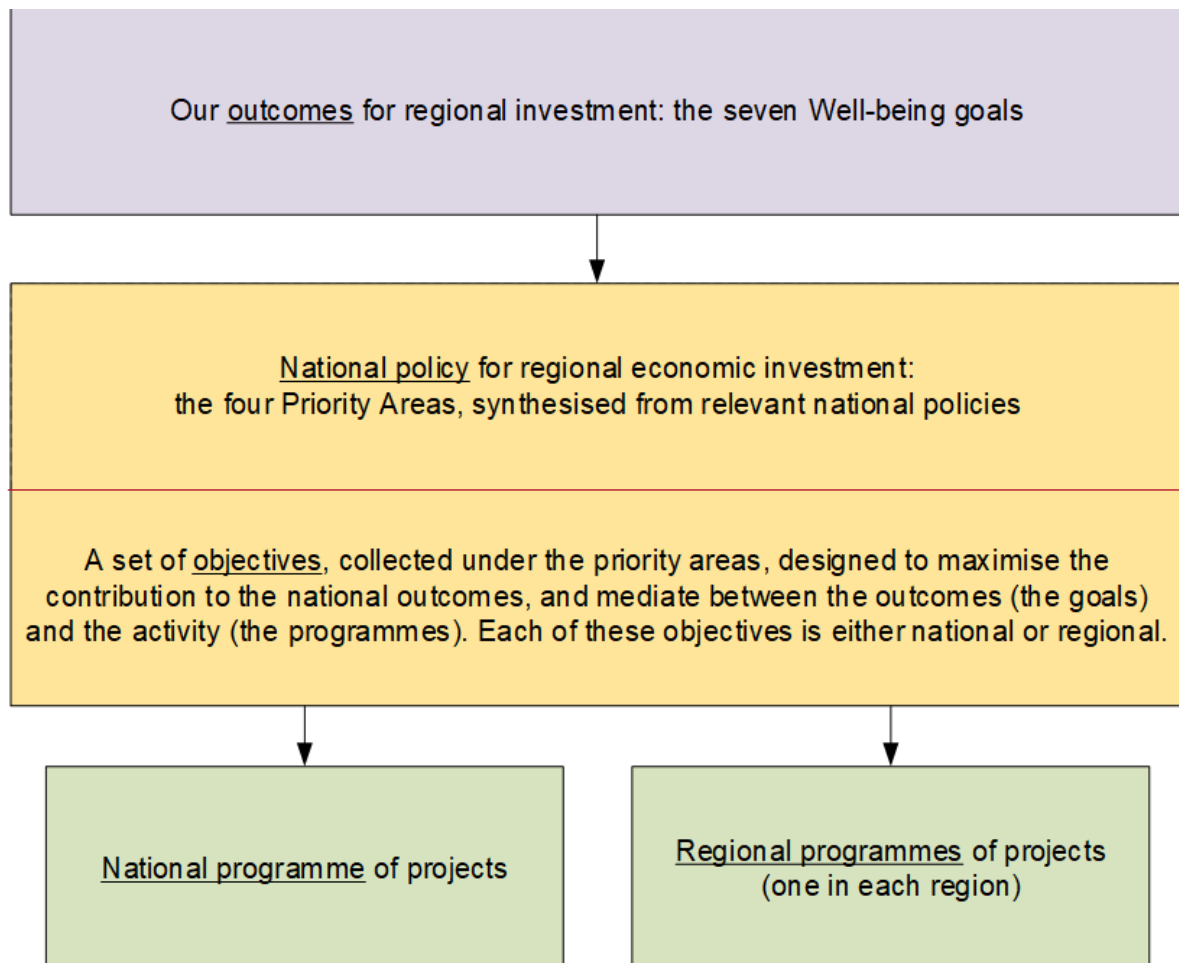 Our outcomes for regional investment: the seven Well-being goals
National policy for regional economic investment:
the four Priority Areas, synthesised from relevant national policies
A set of objectives, collected under the priority areas, designed to maximise the
contribution to the national outcomes, and mediate between the outcomes (the goals)
and the activity (the programmes). Each of these objectives is either national or regional.
National programme of projects
Regional programmes of projects
(one in each region)